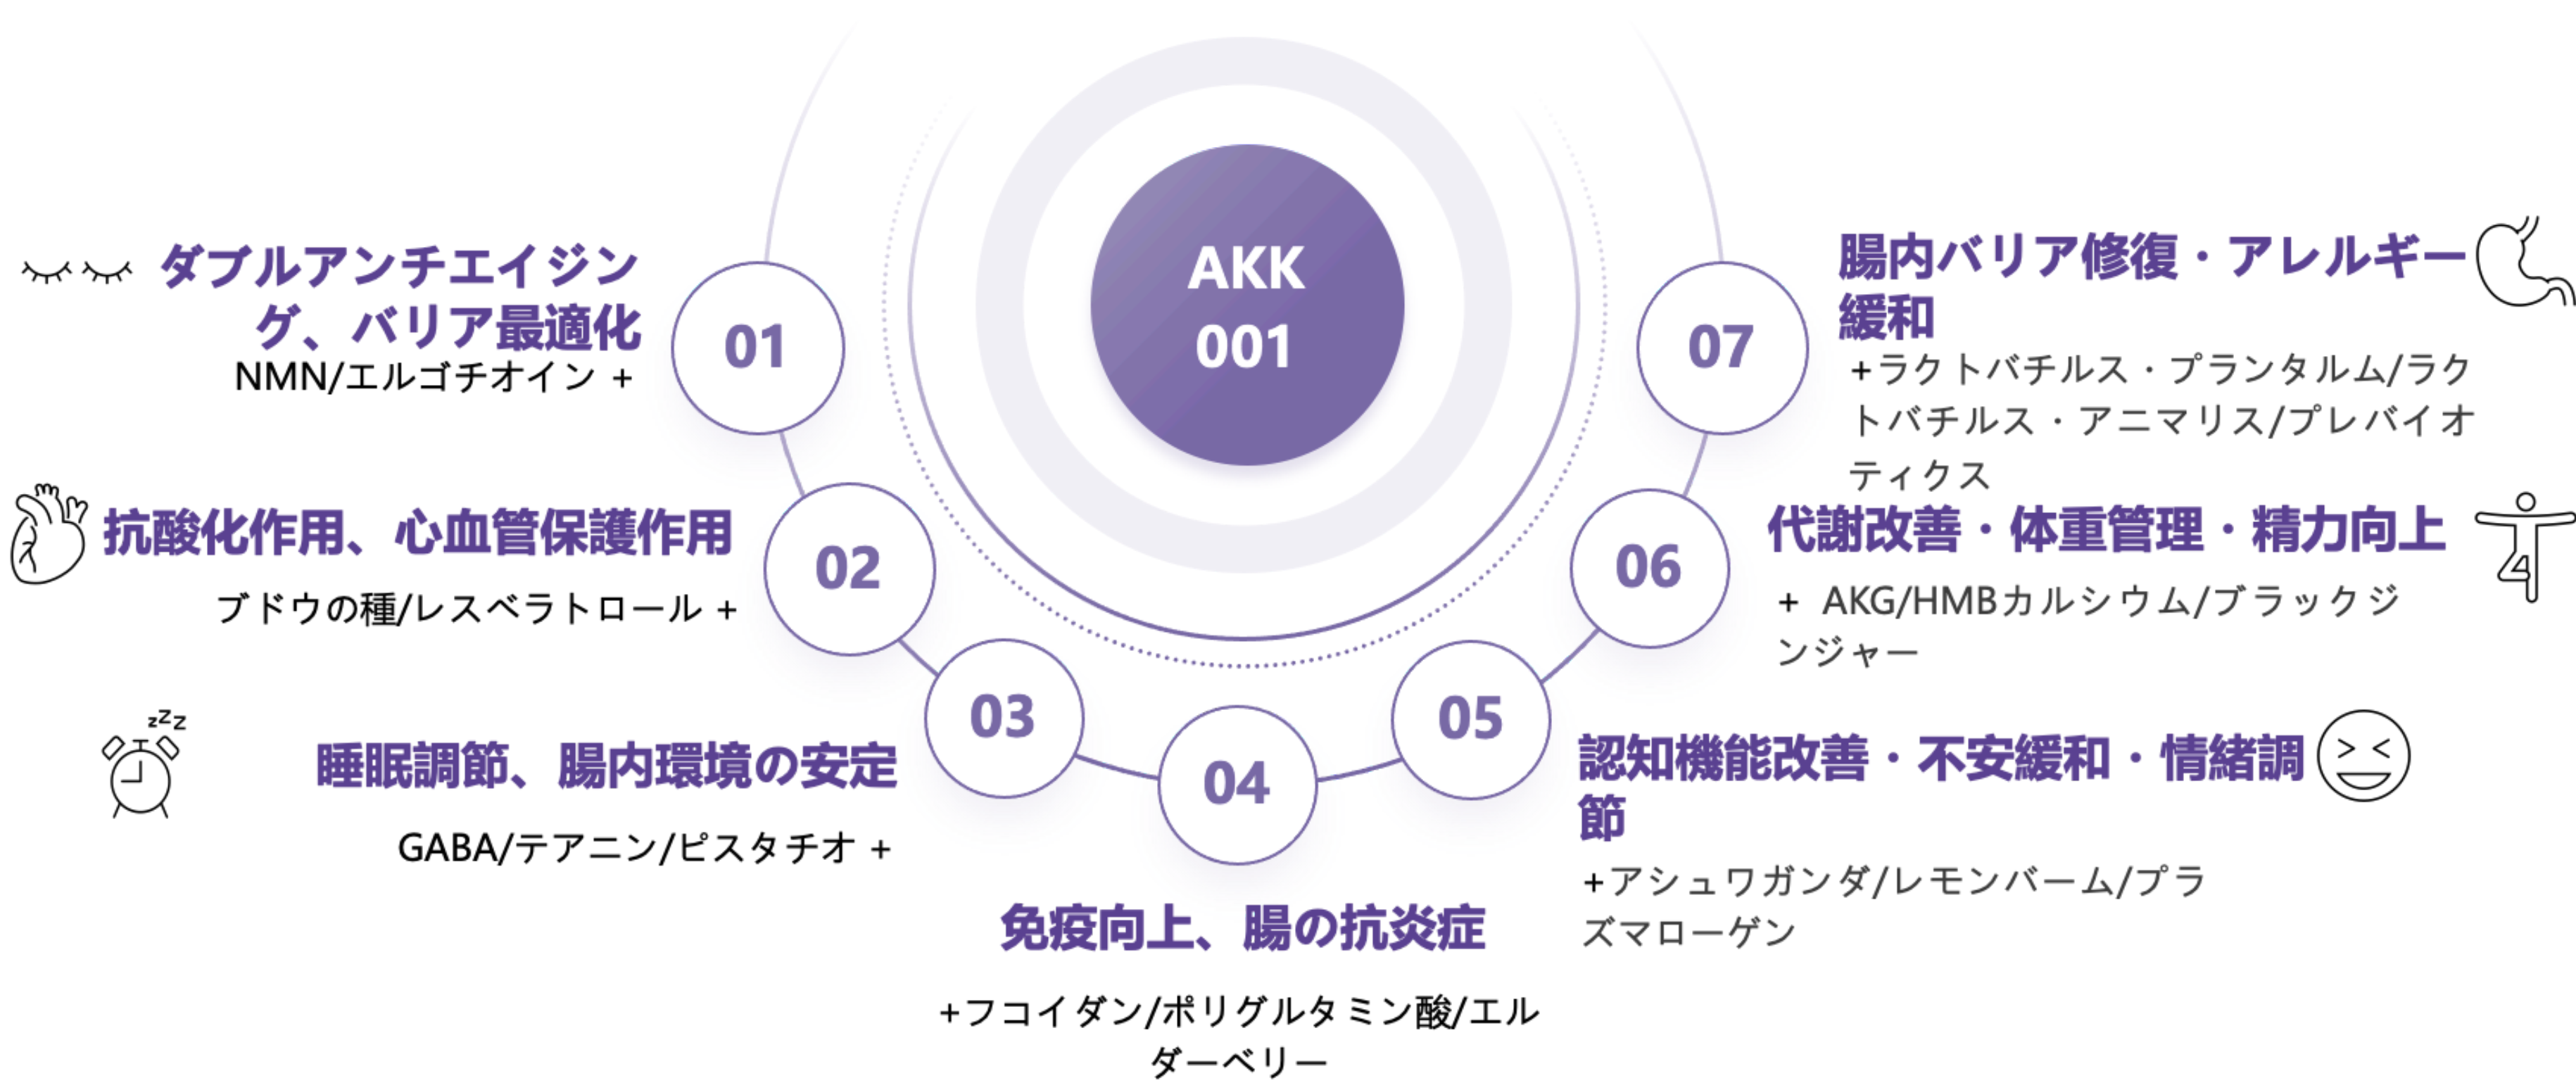 AKK
001
01
ダブルアンチエイジン
グ、バリア最適化
NMN/エルゴチオイン +
02
抗酸化作用、心血管保護作用
ブドウの種/レスベラトロール +
03
zZZ
睡眠調節、腸内環境の安定
GABA/テアニン/ピスタチオ +
04
免疫向上、腸の抗炎症
+フコイダン/ポリグルタミン酸/エル
ダーベリー
05
認知機能改善・不安緩和・情緒調
節
+アシュワガンダ/レモンバーム/プラ
ズマローゲン
06
代謝改善・体重管理・精力向上
+ AKG/HMBカルシウム/ブラックジ
ンジャー
07
腸内バリア修復・アレルギー
緩和
+ラクトバチルス・プランタルム/ラク
トバチルス・アニマリス/プレバイオ
ティクス